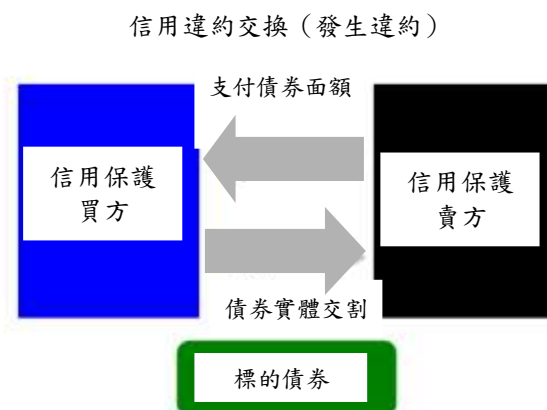 信用違約交換（發生違約）
支付債券面額
信用保護
買方
信用保護
賣方
債券實體交割
標的債券